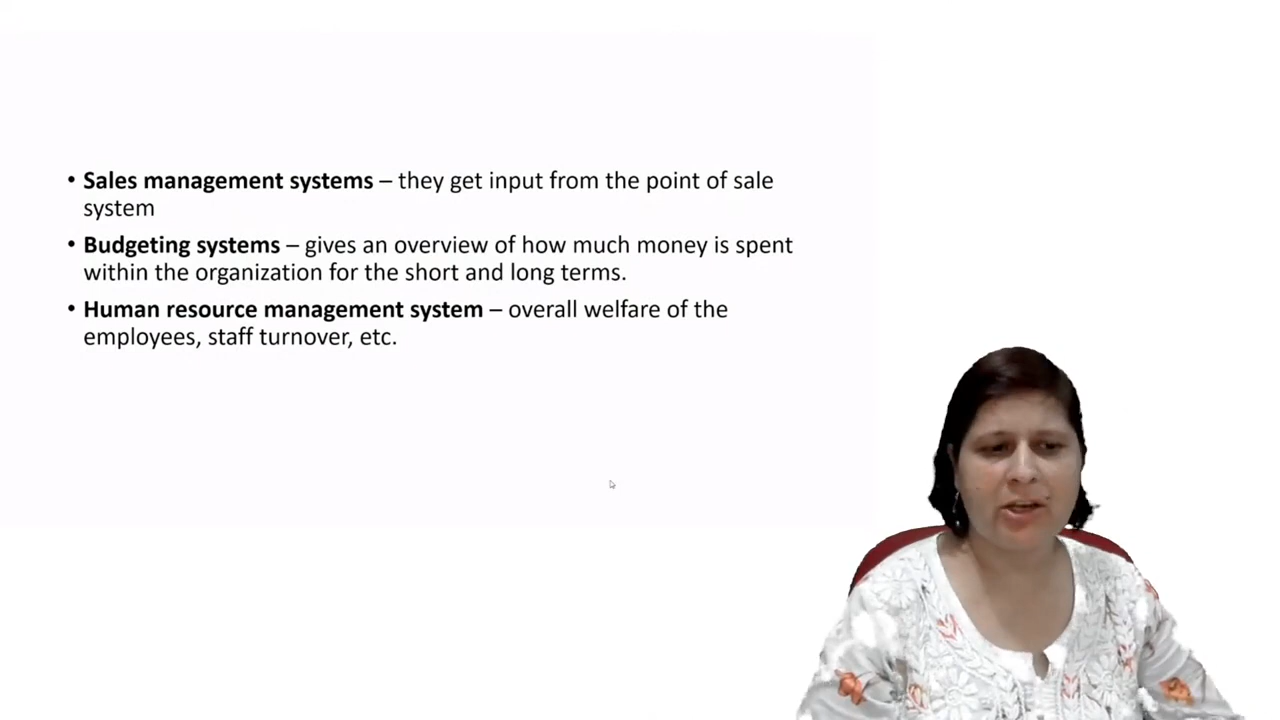 • Sales management systems – they get input from the point of sale
system
• Budgeting systems – gives an overview of how much money is spent
within the organization for the short and long terms.
• Human resource management system – overall welfare of the
employees, staff turnover, etc.